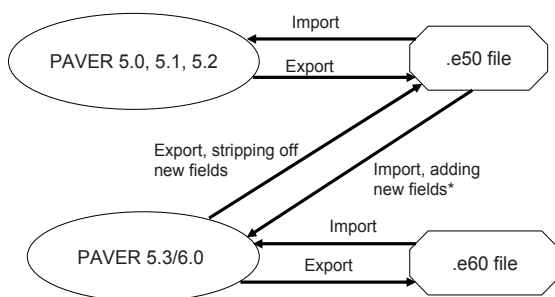 Import
PAVER 5.0, 5.1, 5.2
.e50 file
Export
Export, stripping off
new fields
Import, adding
new fields*
Import
PAVER 5.3/6.0
.e60 file
Export